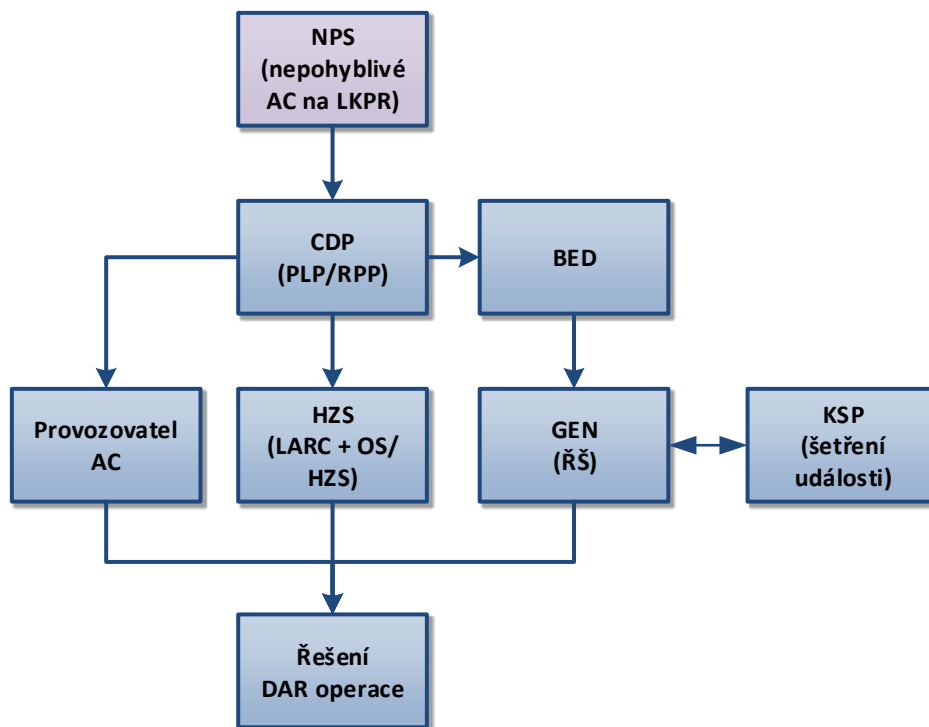 NPS
(nepohyblivé
AC na LKPR)
CDP
(PLP/RPP)
BED
Provozovatel
AC
HZS
(LARC + OS/
HZS)
GEN
(ŘŠ)
KSP
(šetření
události)
Řešení
DAR operace